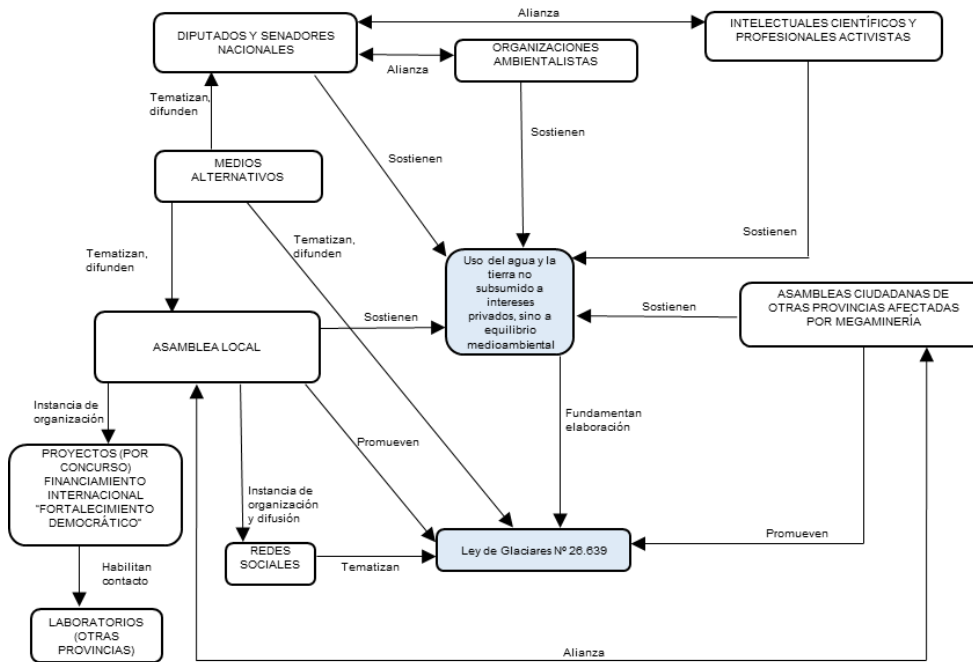 Alianza
DIPUTADOS Y SENADORES
NACIONALES
INTELECTUALES CIENTÍFICOS Y
PROFESIONALES ACTIVISTAS
ORGANIZACIONES
AMBIENTALISTAS
Alianza
Tematizan,
difunden
Sostienen
Sostienen
MEDIOS
ALTERNATIVOS
Sostienen
Tematizan,
difunden
Tematizan,
difunden
Uso del agua y la
tierra no
subsumido a
intereses
privados, sino a
equilibrio
medioambiental
ASAMBLEAS CIUDADANAS DE
OTRAS PROVINCIAS AFECTADAS
POR MEGAMINERÍA
Sostienen
Sostienen
ASAMBLEA LOCAL
Instancia de
organización
Fundamentan
elaboración
Promueven
PROYECTOS (POR
CONCURSO)
FINANCIAMIENTO
INTERNACIONAL
“FORTALECIMIENTO
DEMOCRÁTICO”
Instancia de
organización
y difusión
Promueven
REDES
SOCIALES
Tematizan
Ley de Glaciares Nº 26.639
Habilitan
contacto
LABORATORIOS
(OTRAS
PROVINCIAS)
Alianza